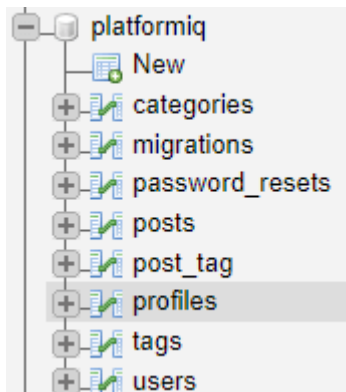 platformiq
New
categories
migrations
password_resets
posts
post_tag
profiles
tags
users